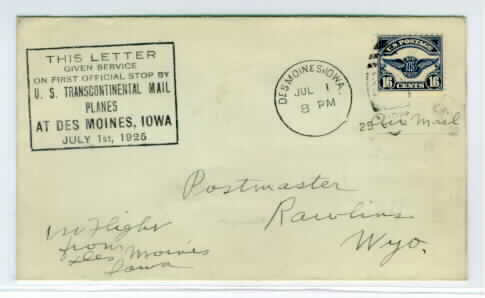 THIS LETTER
GIVEN SERVICE
ON FIRST OFFICIAL STOP BY
U. S. TRANSCONTINENTAL MAIL
PLANES
AT DES MOINES, IOWA
JULY 1st, 1925
DES MOINES, IOWA.
JUL 1
8 PM
U.S. POSTAGE
16 CENTS 16
Air Mail
Postmaster
Rawlins
Wyo.
1st Flight
from
Des Moines
Iowa